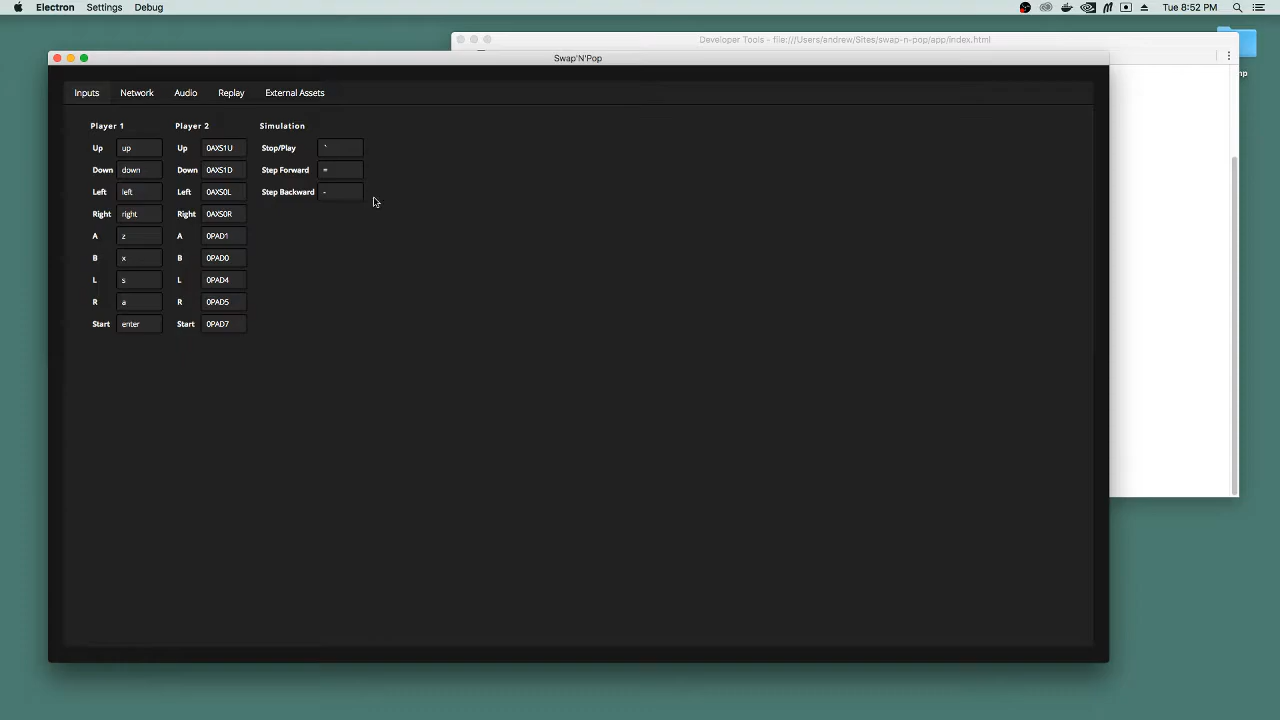 Electron Settings Debug Tue 8:52 PM
Developer Tools - file:///Users/andrew/Sites/swap-n-pop/app/index.html
Swap'N'Pop
Inputs Network Audio Replay External Assets
Player 1 Player 2 Simulation
Up up Up 0AXS1U Stop/Play `
Down down Down 0AXS1D Step Forward =
Left left Left 0AXS0L Step Backward -
Right right Right 0AXS0R
A z A 0PAD1
B x B 0PAD0
L s L 0PAD4
R a R 0PAD5
Start enter Start 0PAD7